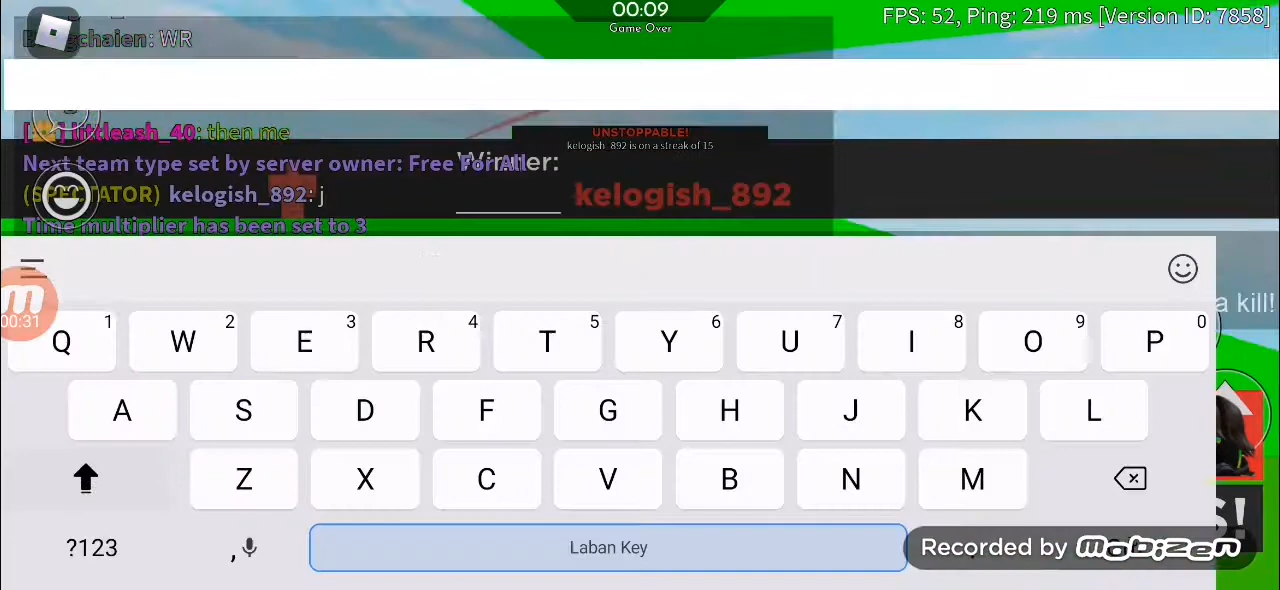 00:09
Game Over
FPS: 52, Ping: 219 ms [Version ID: 7858]
chaien: WR
littleash_40: then me
UNSTOPPABLE!
kelogish_892 is on a streak of 15
Next team type set by server owner: Free For All
Winner:
(SPECTATOR) kelogish_892: j
kelogish_892
Time multiplier has been set to 3
a kill!
00:31
Q 1 W 2 E 3 R 4 T 5 Y 6 U 7 I 8 O 9 P 0
A S D F G H J K L
Z X C V B N M
S!
?123 , Laban Key
Recorded by Mobizen